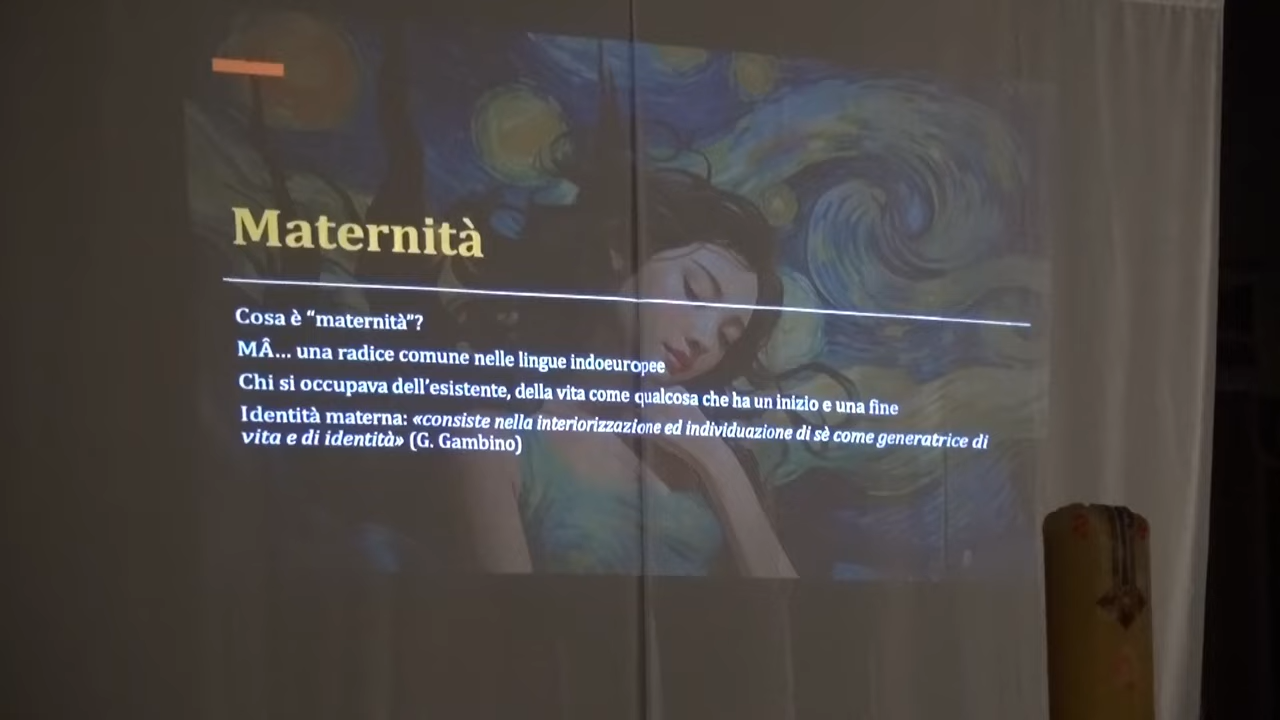 Maternità
Cosa è “maternità”?
MÂ... una radice comune nelle lingue indoeuropee
Chi si occupava dell’esistente, della vita come qualcosa che ha un inizio e una fine
Identità materna: «consiste nella interiorizzazione ed individuazione di sè come generatrice di
vita e di identità» (G. Gambino)